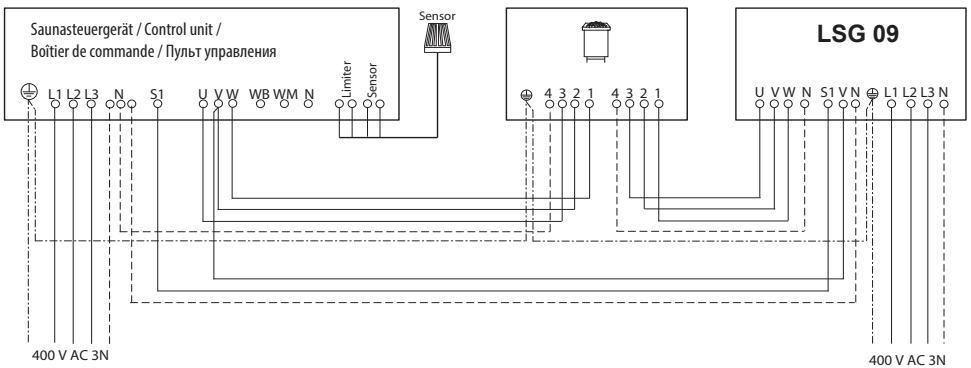 Saunasteuergerät / Control unit /
Boîtier de commande / Пульт управления
Sensor
LSG 09
Limiter
Sensor
L1 L2 L3 N S1 U V W WB WM N
4 3 2 1 4 3 2 1
U V W N S1 V N L1 L2 L3 N
400 V AC 3N
400 V AC 3N